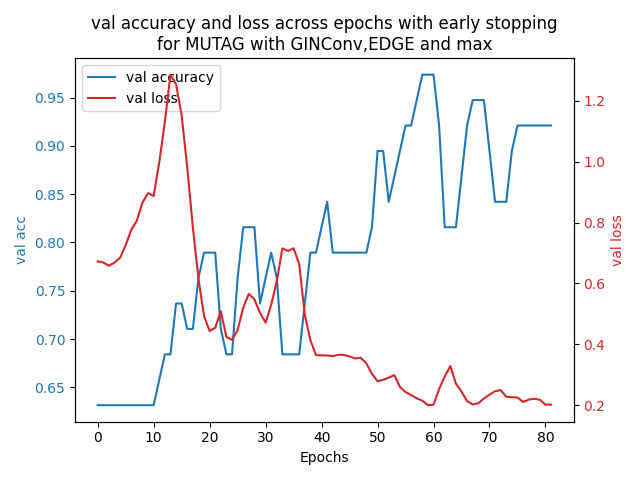 val accuracy and loss across epochs with early stopping
for MUTAG with GINConv,EDGE and max
val accuracy
val loss
0.95
0.90
0.85
0.80
0.75
0.70
0.65
val acc
1.2
1.0
0.8
0.6
0.4
0.2
val loss
0 10 20 30 40 50 60 70 80
Epochs